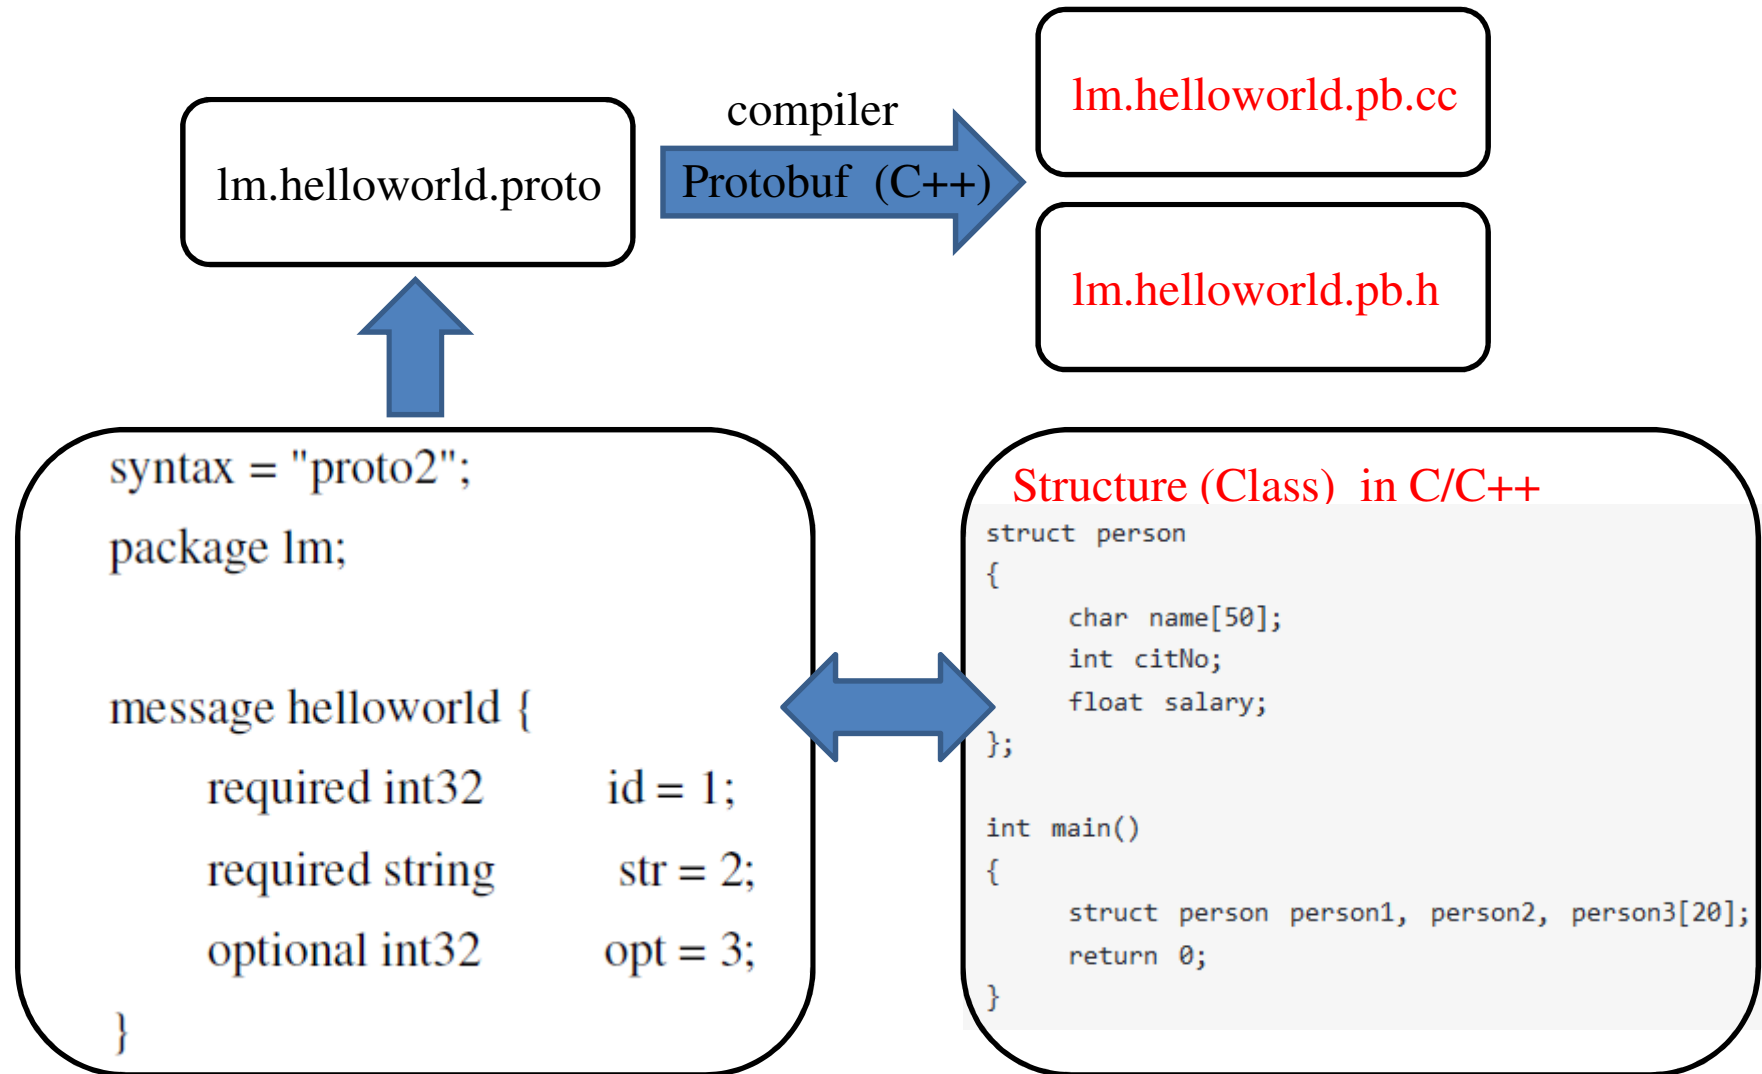 lm.helloworld.proto
compiler
Protobuf (C++)
lm.helloworld.pb.cc
lm.helloworld.pb.h
syntax = "proto2";
package lm;
message helloworld {
required int32 id = 1;
required string str = 2;
optional int32 opt = 3;
}
Structure (Class) in C/C++
struct person
{
char name[50];
int citNo;
float salary;
};
int main()
{
struct person person1, person2, person3[20];
return 0;
}